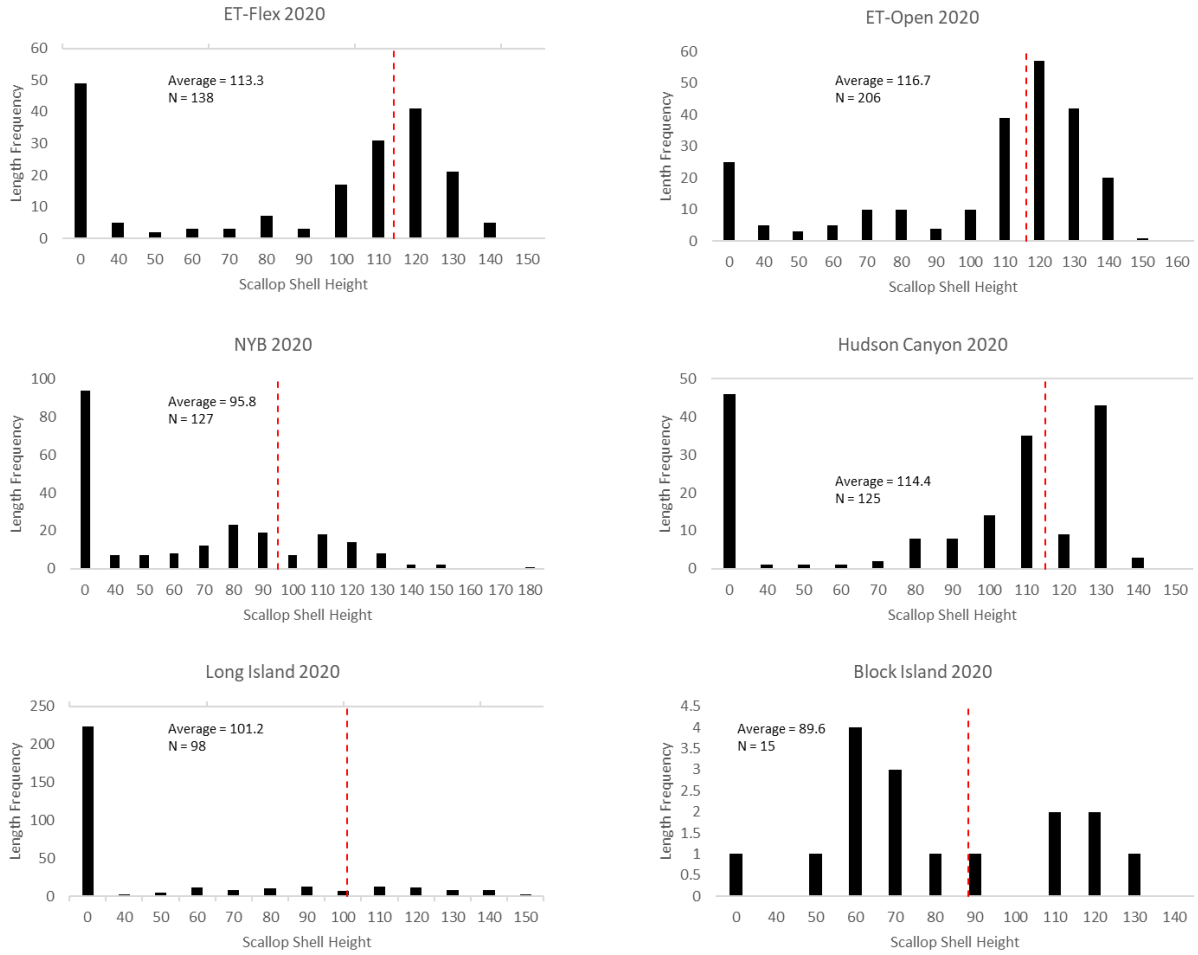 ET-Flex 2020
60
50
40
30
20
10
0
Length Frequency
Average = 113.3
N = 138
0 40 50 60 70 80 90 100 110 120 130 140 150
Scallop Shell Height
ET-Open 2020
60
50
40
30
20
10
0
Lenth Frequency
Average = 116.7
N = 206
0 40 50 60 70 80 90 100 110 120 130 140 150 160
Scallop Shell Height
NYB 2020
100
80
60
40
20
0
Length Frequency
Average = 95.8
N = 127
0 40 50 60 70 80 90 100 110 120 130 140 150 160 170 180
Scallop Shell Height
Hudson Canyon 2020
50
40
30
20
10
0
Length Frequency
Average = 114.4
N = 125
0 40 50 60 70 80 90 100 110 120 130 140 150
Scallop Shell Height
Long Island 2020
250
200
150
100
50
0
Length Frequency
Average = 101.2
N = 98
0 40 50 60 70 80 90 100 110 120 130 140 150
Scallop Shell Height
Block Island 2020
4.5
4
3.5
3
2.5
2
1.5
1
0.5
0
Length Frequency
Average = 89.6
N = 15
0 50 60 70 80 90 100 110 120 130 140
Scallop Shell Height